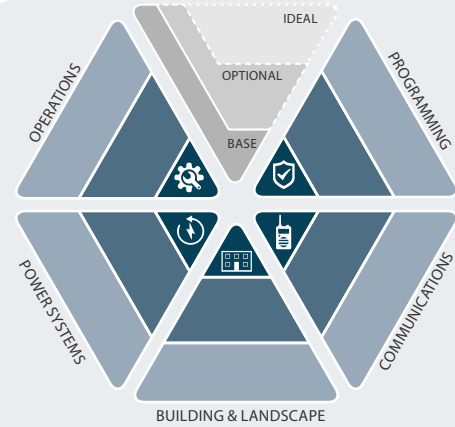 IDEAL
OPTIONAL
BASE
OPERATIONS
PROGRAMMING
POWER SYSTEMS
COMMUNICATIONS
BUILDING & LANDSCAPE